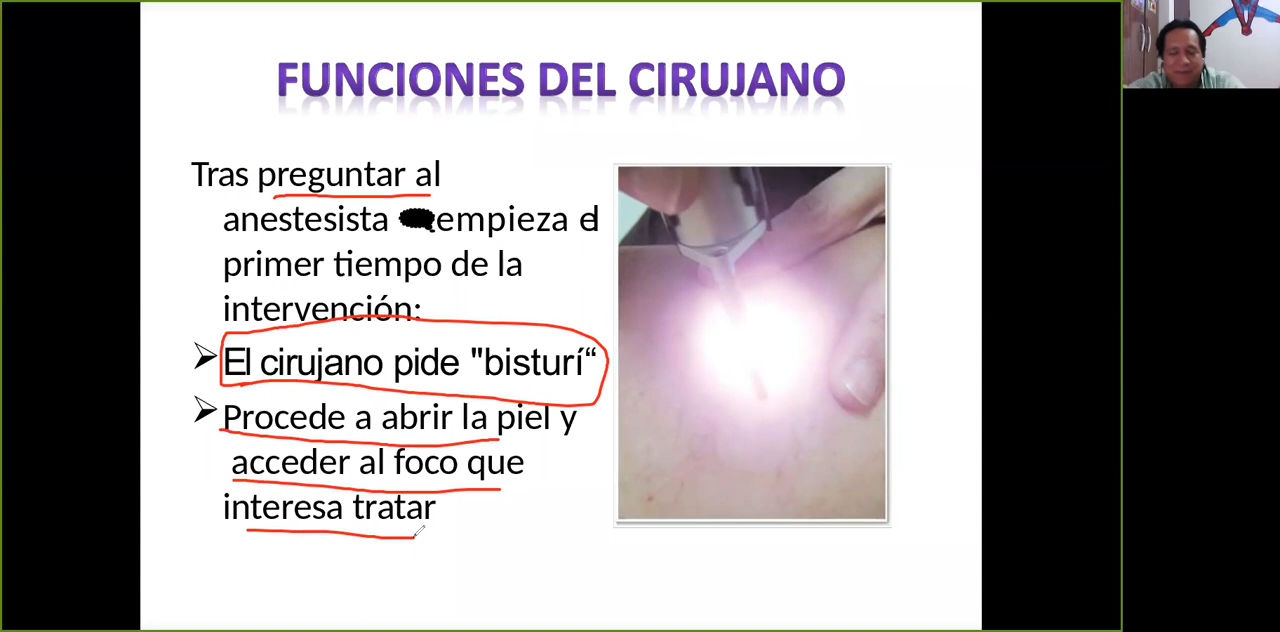 FUNCIONES DEL CIRUJANO
Tras preguntar al
anestesista empieza
primer tiempo de la
intervención:
El cirujano pide "bisturí“
Procede a abrir la piel y
acceder al foco que
interesa tratar